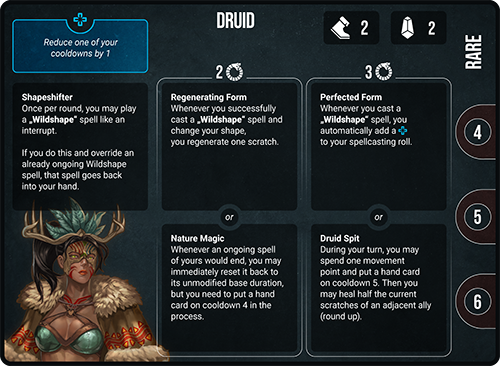 DRUID
2
2
RARE
Reduce one of your
cooldowns by 1
2
3
Shapeshifter
Once per round, you may play
a „Wildshape” spell like an
interrupt.
If you do this and override an
already ongoing Wildshape
spell, that spell goes back
into your hand.
Regenerating Form
Whenever you successfully
cast a „Wildshape” spell and
change your shape,
you regenerate one scratch.
or
Nature Magic
Whenever an ongoing spell
of yours would end, you may
immediately reset it back to
its unmodified base duration,
but you need to put a hand
card on cooldown 4 in the
process.
Perfected Form
Whenever you cast a
„Wildshape” spell, you
automatically add a
to your spellcasting roll.
or
Druid Spit
During your turn, you may
spend one movement
point and put a hand card
on cooldown 5. Then you
may heal half the current
scratches of an adjacent ally
(round up).
4
5
6